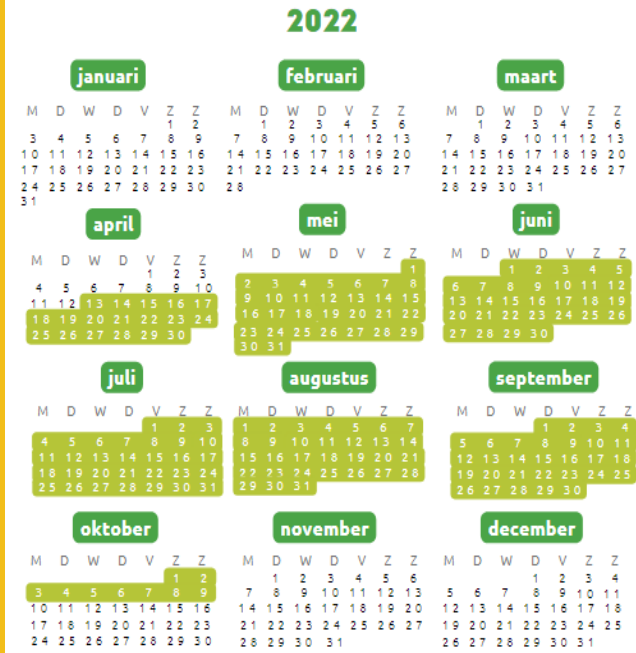 2022
januari
M D W D V Z Z
1 2
3 4 5 6 7 8 9
10 11 12 13 14 15 16
17 18 19 20 21 22 23
24 25 26 27 28 29 30
31
februari
M D W D V Z Z
1 2 3 4 5 6
7 8 9 10 11 12 13
14 15 16 17 18 19 20
21 22 23 24 25 26 27
28
maart
M D W D V Z Z
1 2 3 4 5 6
7 8 9 10 11 12 13
14 15 16 17 18 19 20
21 22 23 24 25 26 27
28 29 30 31
april
M D W D V Z Z
1 2 3
4 5 6 7 8 9 10
11 12 13 14 15 16 17
18 19 20 21 22 23 24
25 26 27 28 29 30
mei
M D W D V Z Z
1
2 3 4 5 6 7 8
9 10 11 12 13 14 15
16 17 18 19 20 21 22
23 24 25 26 27 28 29
30 31
juni
M D W D V Z Z
1 2 3 4 5
6 7 8 9 10 11 12
13 14 15 16 17 18 19
20 21 22 23 24 25 26
27 28 29 30
juli
M D W D V Z Z
1 2 3
4 5 6 7 8 9 10
11 12 13 14 15 16 17
18 19 20 21 22 23 24
25 26 27 28 29 30 31
augustus
M D W D V Z Z
1 2 3 4 5 6 7
8 9 10 11 12 13 14
15 16 17 18 19 20 21
22 23 24 25 26 27 28
29 30 31
september
M D W D V Z Z
1 2 3 4
5 6 7 8 9 10 11
12 13 14 15 16 17 18
19 20 21 22 23 24 25
26 27 28 29 30
oktober
M D W D V Z Z
1 2
3 4 5 6 7 8 9
10 11 12 13 14 15 16
17 18 19 20 21 22 23
24 25 26 27 28 29 30
november
M D W D V Z Z
1 2 3 4 5 6
7 8 9 10 11 12 13
14 15 16 17 18 19 20
21 22 23 24 25 26 27
28 29 30 31
december
M D W D V Z Z
1 2 3 4
5 6 7 8 9 10 11
12 13 14 15 16 17 18
19 20 21 22 23 24 25
26 27 28 29 30 31